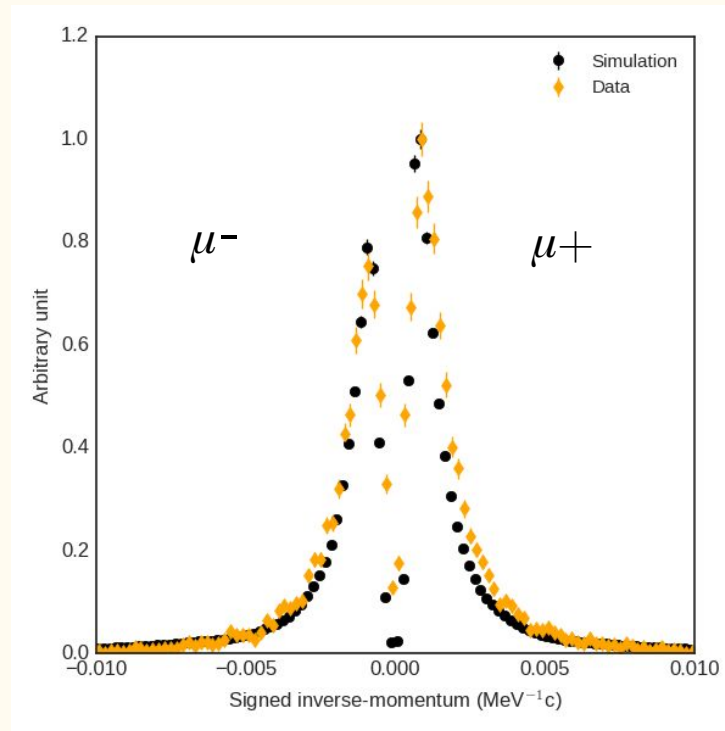 1.2
Simulation
Data
1.0
μ- μ+
0.8
0.6
0.4
0.2
0.0
Arbitrary unit
−0.010 −0.005 0.000 0.005 0.010
Signed inverse-momentum (MeV⁻¹c)